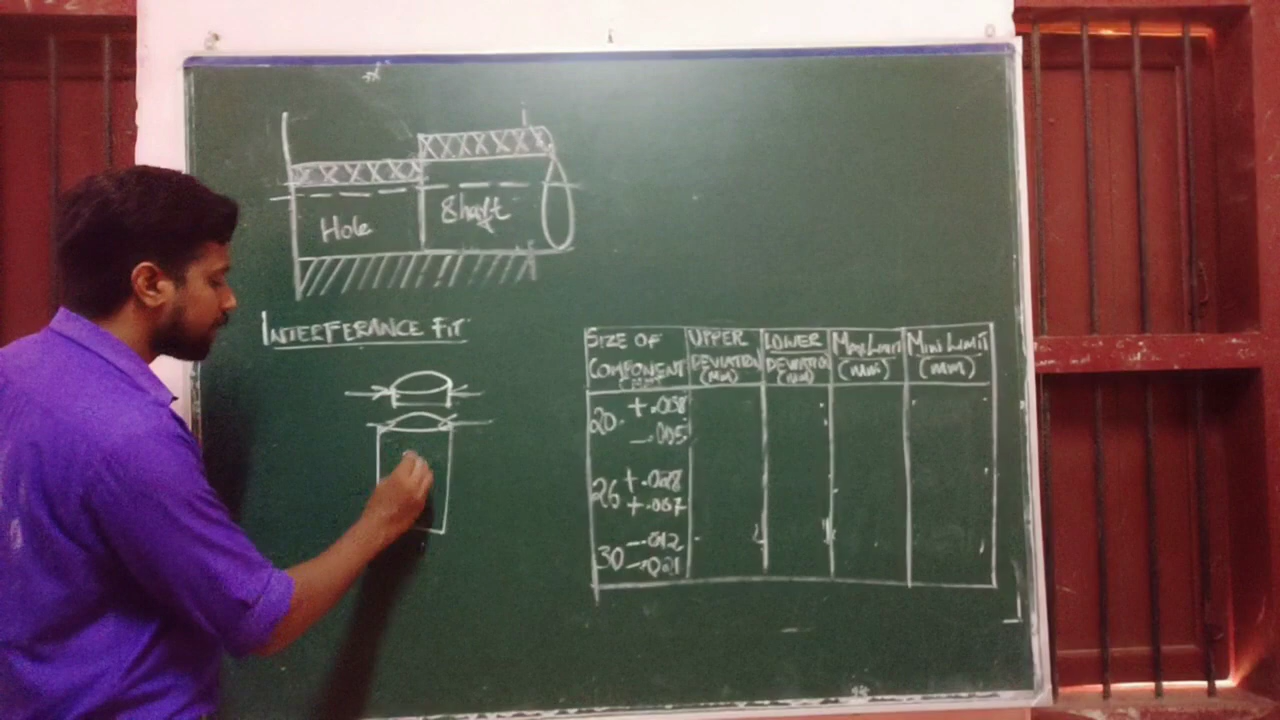 Hole
Shaft
INTERFERANCE FIT
SIZE OF COMPONENT
UPPER DEVIATION (MM)
LOWER DEVIATION (MM)
MAX LIMIT (MM)
MINI LIMIT (MM)
20 +.008
-.005
26 +.028
+.007
30 -.012
-.021